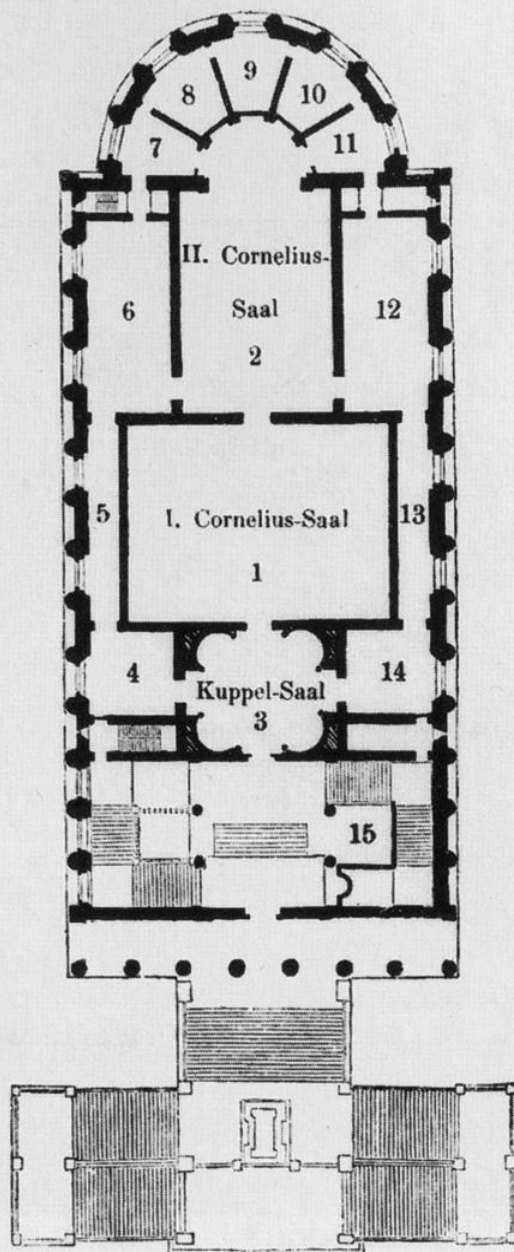 9
8 10
7 11
II. Cornelius-
Saal
2
6 12
5 13
I. Cornelius-Saal
1
4 14
Kuppel-Saal
3
15